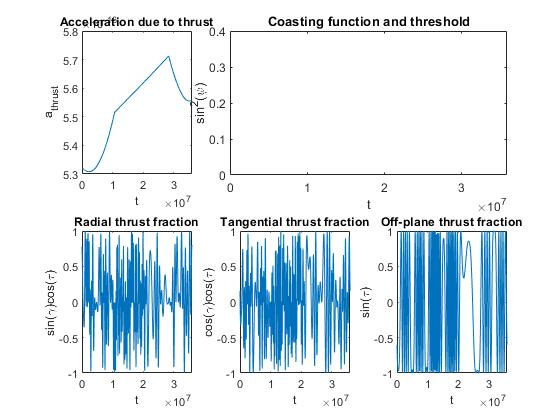 Acceleration due to thrust
Coasting function and threshold
5.8
5.7
5.6
5.5
5.4
5.3
a_thrust
0 1 2 3
t
×10^7
0.4
0.3
0.2
0.1
0
sin^2(ψ)
0 1 2 3
t
×10^7
Radial thrust fraction
1
0.5
0
-0.5
-1
sin(γ)cos(τ)
0 1 2 3
t
×10^7
Tangential thrust fraction
1
0.5
0
-0.5
-1
cos(γ)cos(τ)
0 1 2 3
t
×10^7
Off-plane thrust fraction
1
0.5
0
-0.5
-1
sin(τ)
0 1 2 3
t
×10^7